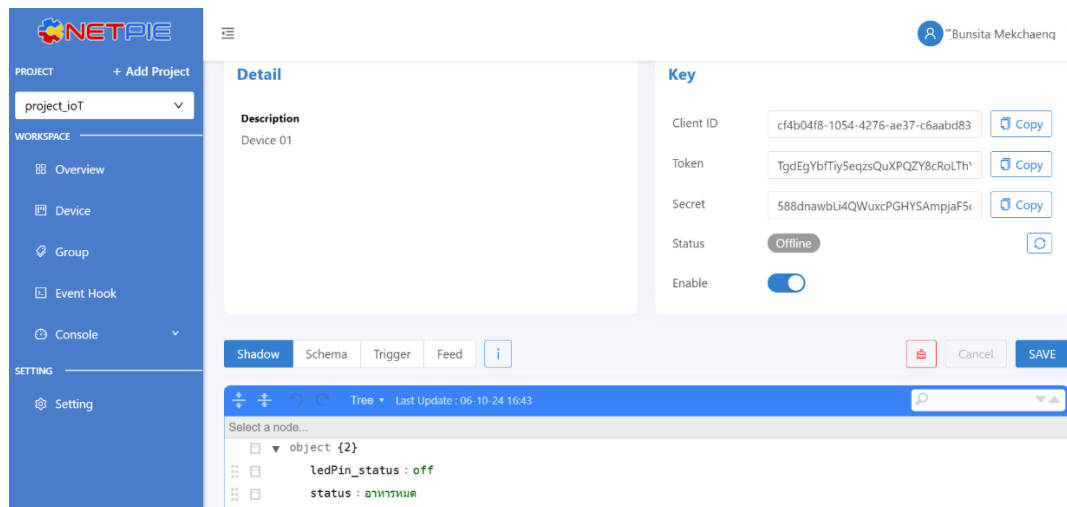 NETPIE
Bunsita Mekchaeng
PROJECT + Add Project
project_ioT
WORKSPACE
Overview
Device
Group
Event Hook
Console
SETTING
Setting
Detail
Description
Device 01
Key
Client ID cf4b04f8-1054-4276-ae37-c6aabd83 Copy
Token TgdEgYbfTiy5eqzsQuXPQZY8cRoLTh Copy
Secret 588dnawbLi4QWuxcPGHYSAmpjaF5 Copy
Status Offline
Enable
Shadow Schema Trigger Feed i Cancel SAVE
Tree Last Update : 06-10-24 16:43
Select a node...
object {2}
ledPin_status : off
status : อาหารหมด